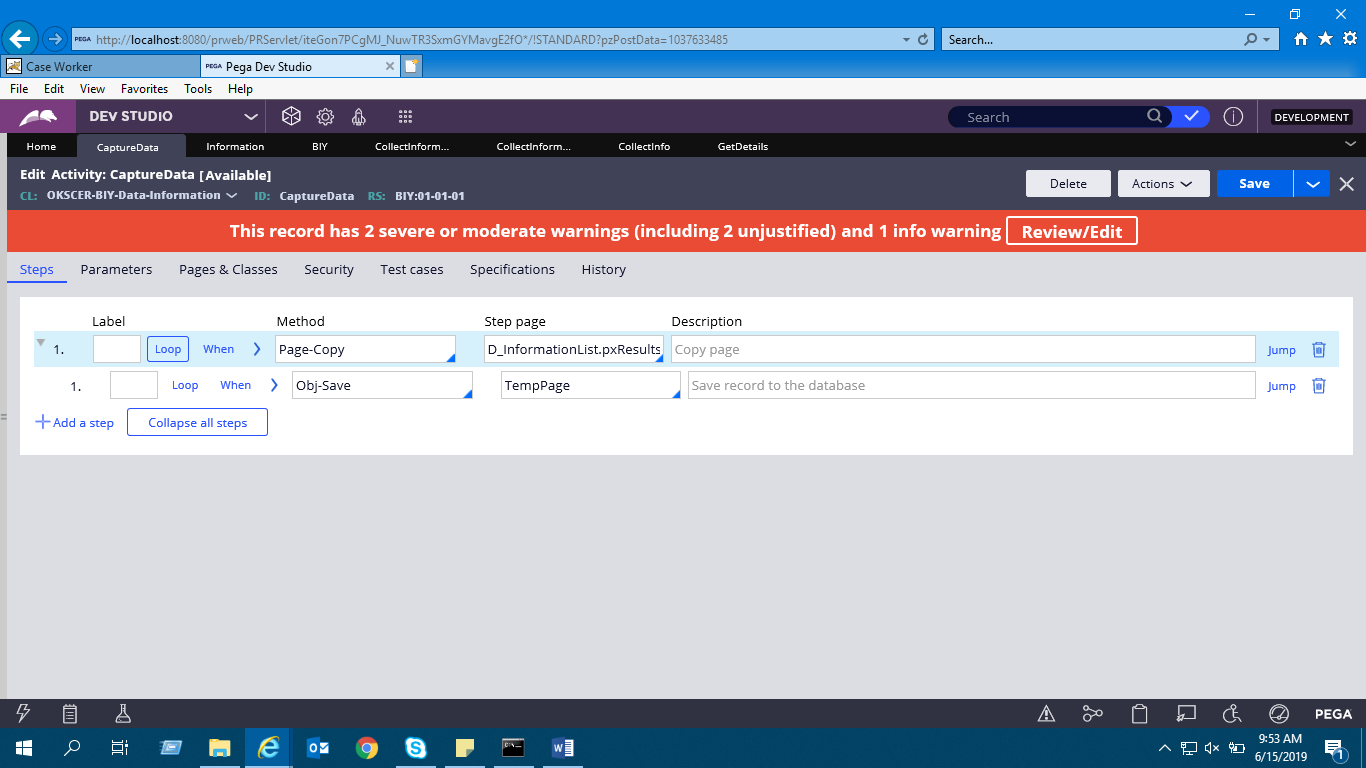 PEGA http://localhost:8080/prweb/PRServlet/iteGon7PCgMJ_NuwTR3SxmGYMavgE2fO*/!STANDARD?pzPostData=1037633485 Search...
Case Worker PEGA Pega Dev Studio
File Edit View Favorites Tools Help
DEV STUDIO Search DEVELOPMENT
Home CaptureData Information BIY CollectInform... CollectInform... CollectInfo GetDetails
Edit Activity: CaptureData [Available]
CL: OKSCER-BIY-Data-Information ID: CaptureData RS: BIY:01-01-01
Delete Actions Save
This record has 2 severe or moderate warnings (including 2 unjustified) and 1 info warning Review/Edit
Steps Parameters Pages & Classes Security Test cases Specifications History
Label Method Step page Description
1. Loop When Page-Copy D_InformationList.pxResults Copy page Jump
1. Loop When Obj-Save TempPage Save record to the database Jump
Add a step Collapse all steps
PEGA
9:53 AM
6/15/2019
1